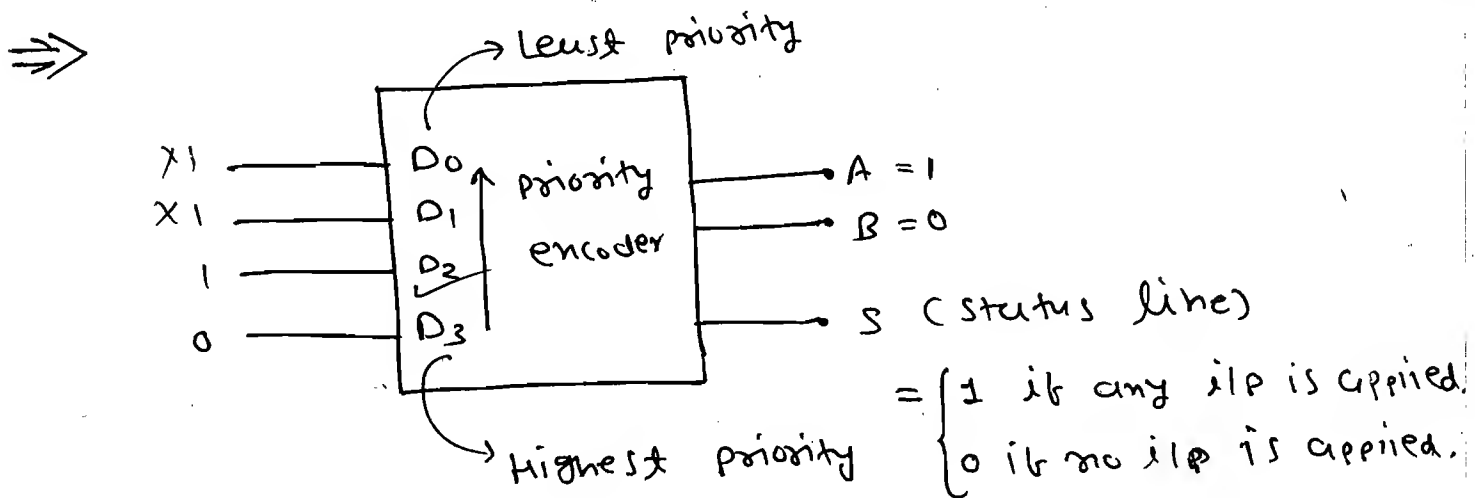 ⇒ Least priority
X1 D0 priority A = 1
X1 D1 encoder B = 0
1 D2
0 D3 S (status line)
= { 1 if any i/p is applied.
Highest priority 0 if no i/p is applied.